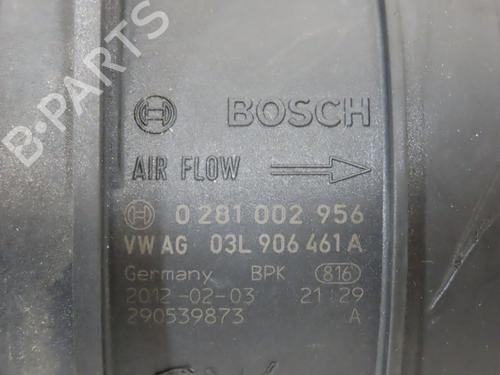 B-PARTS
BOSCH
AIR FLOW
0 281 002 956
VW AG 03L 906 461 A
Germany BPK 816
2012-02-03 21:29
290539873 A